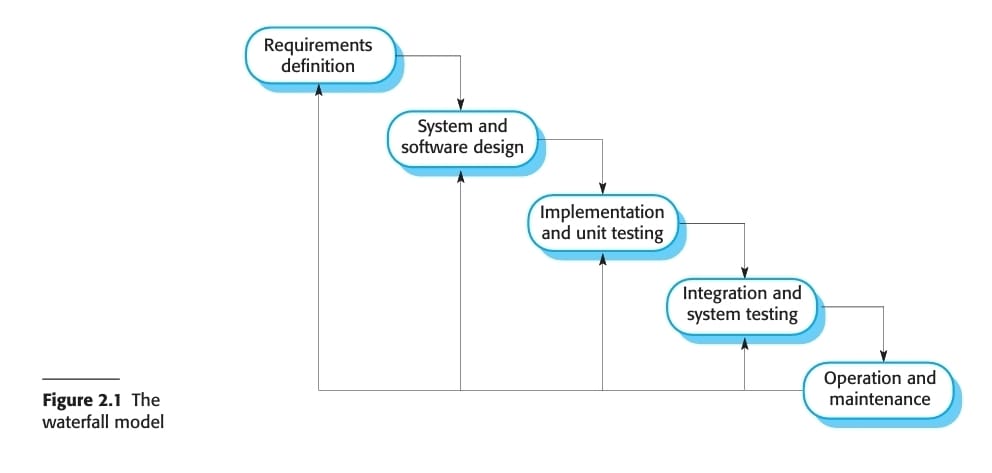 Requirements
definition
System and
software design
Implementation
and unit testing
Integration and
system testing
Operation and
maintenance
Figure 2.1 The
waterfall model